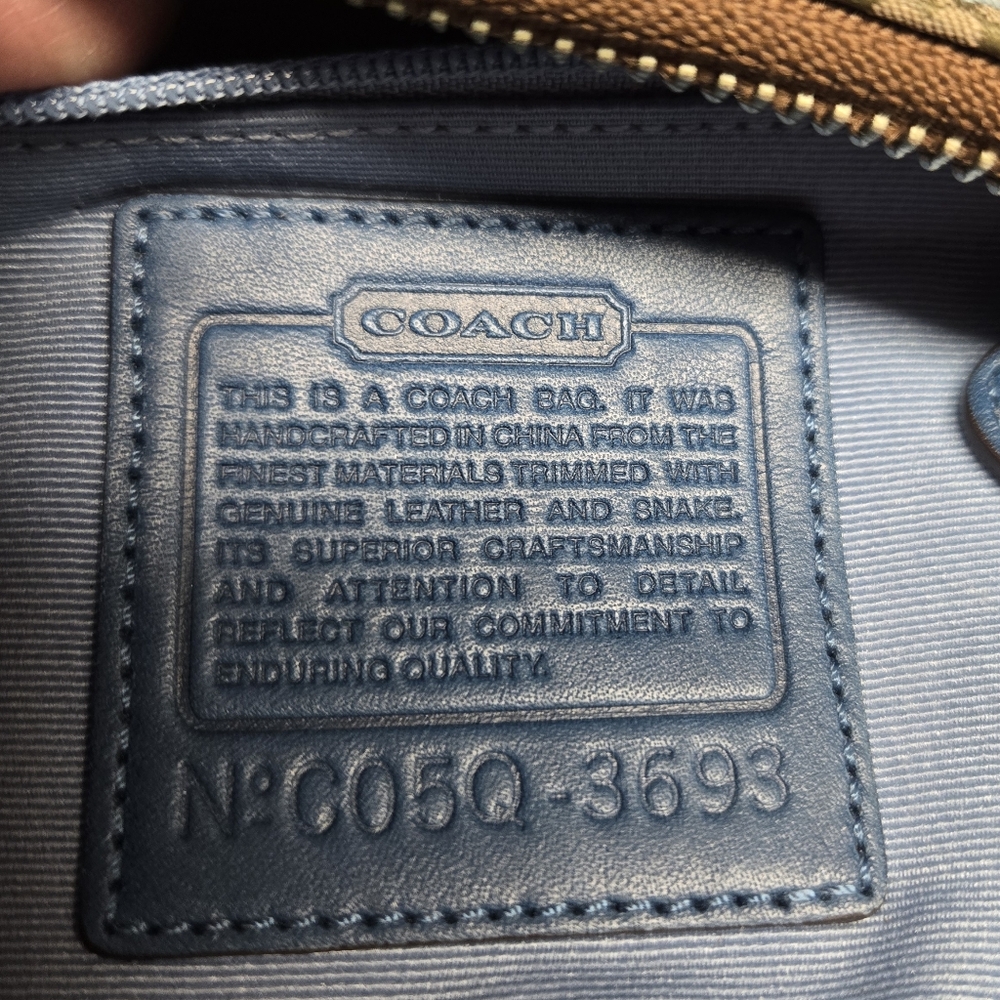 COACH
THIS IS A COACH BAG. IT WAS
HANDCRAFTED IN CHINA FROM THE
FINEST MATERIALS TRIMMED WITH
GENUINE LEATHER AND SNAKE.
ITS SUPERIOR CRAFTSMANSHIP
AND ATTENTION TO DETAIL
REFLECT OUR COMMITMENT TO
ENDURING QUALITY.
Nº C05Q-3693